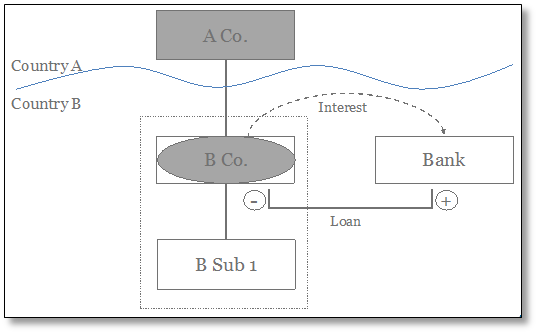 A Co.
Country A
Country B
Interest
B Co.
Bank
-
+
Loan
B Sub 1